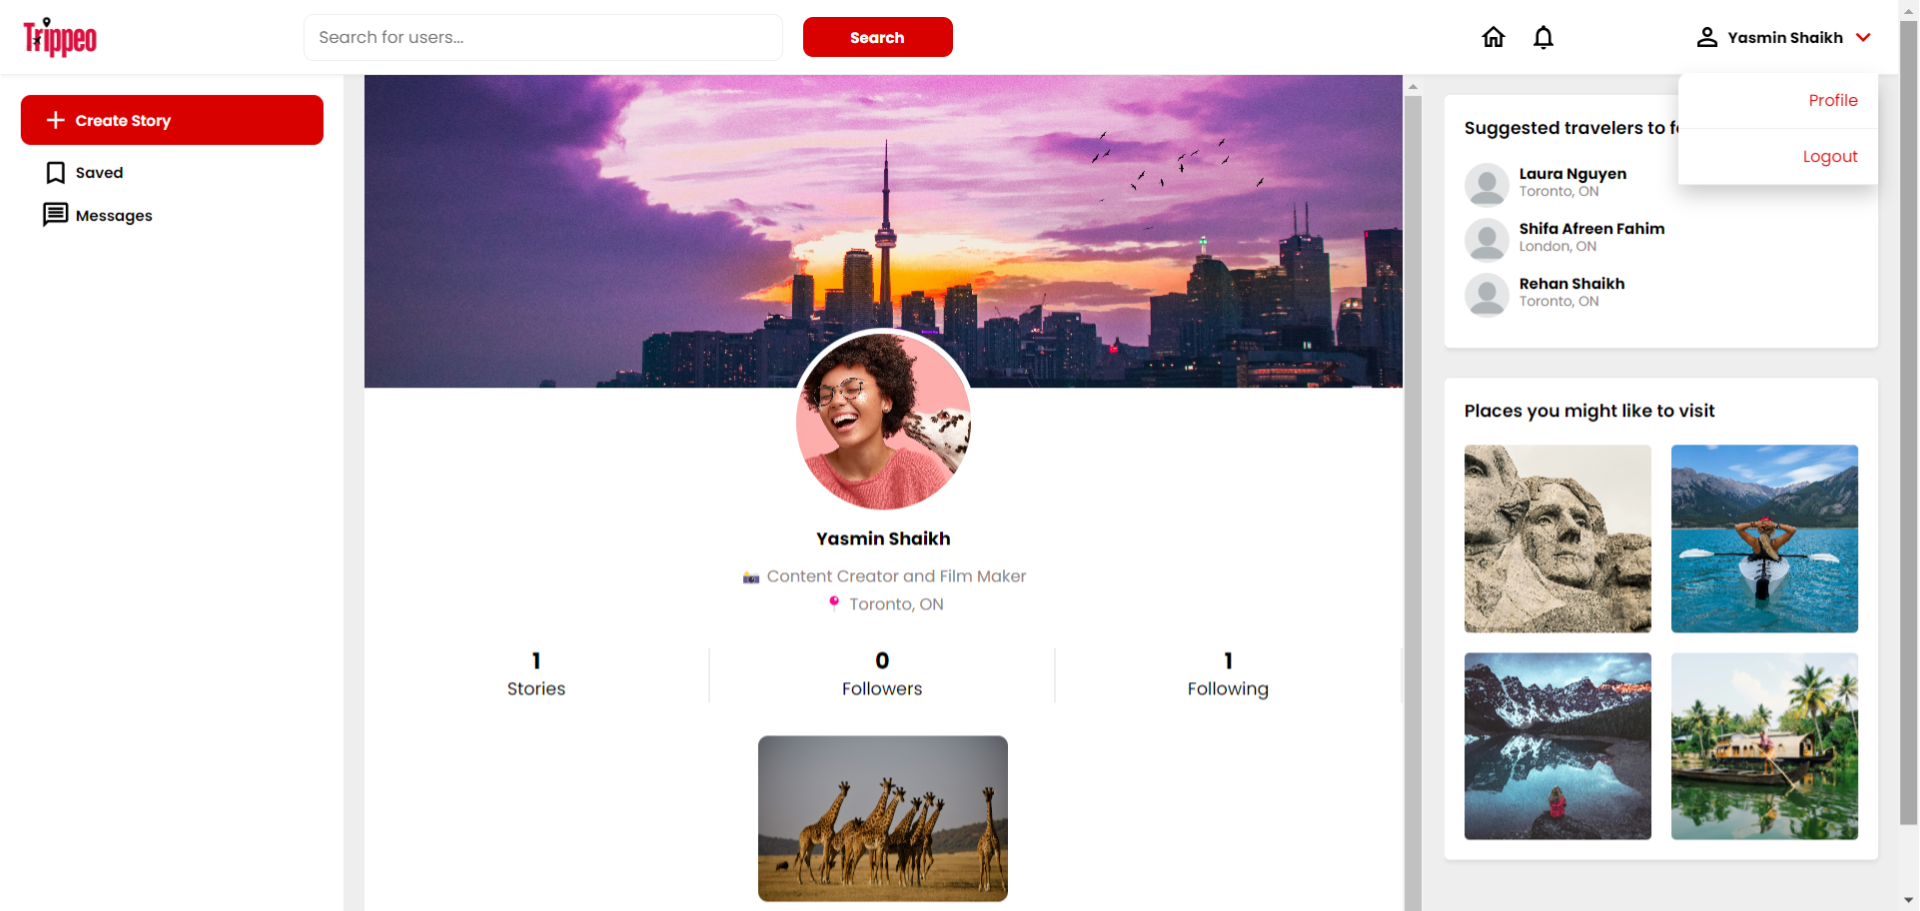 Trippeo
Search for users...
Search
Yasmin Shaikh
Profile
Logout
Create Story
Saved
Messages
Suggested travelers to f
Laura Nguyen
Toronto, ON
Shifa Afreen Fahim
London, ON
Rehan Shaikh
Toronto, ON
Places you might like to visit
Yasmin Shaikh
📸 Content Creator and Film Maker
📍 Toronto, ON
1
Stories
0
Followers
1
Following